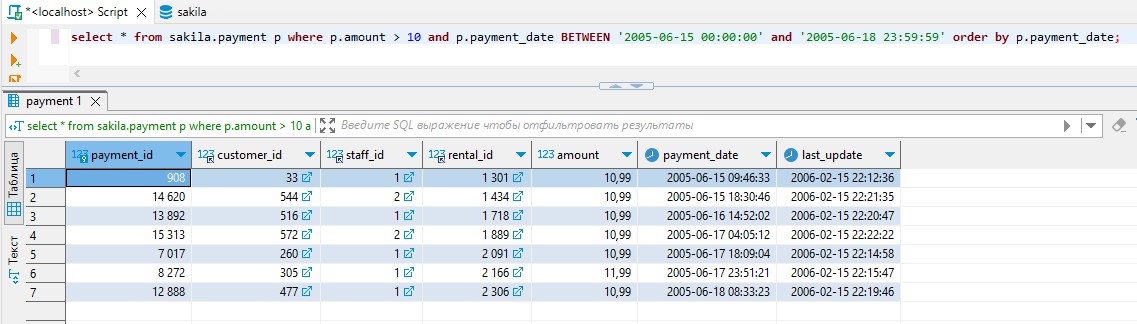 *<localhost> Script
sakila
select * from sakila.payment p where p.amount > 10 and p.payment_date BETWEEN '2005-06-15 00:00:00' and '2005-06-18 23:59:59' order by p.payment_date;
payment 1
select * from sakila.payment p where p.amount > 10 a
Введите SQL выражение чтобы отфильтровать результаты
Таблица
Текст
123 payment_id 123 customer_id 123 staff_id 123 rental_id 123 amount payment_date last_update
1 908 33 1 1 301 10,99 2005-06-15 09:46:33 2006-02-15 22:12:36
2 14 620 544 2 1 434 10,99 2005-06-15 18:30:46 2006-02-15 22:21:35
3 13 892 516 1 1 718 10,99 2005-06-16 14:52:02 2006-02-15 22:20:47
4 15 313 572 2 1 889 10,99 2005-06-17 04:05:12 2006-02-15 22:22:22
5 7 017 260 1 2 091 10,99 2005-06-17 18:09:04 2006-02-15 22:14:58
6 8 272 305 1 2 166 11,99 2005-06-17 23:51:21 2006-02-15 22:15:47
7 12 888 477 1 2 306 10,99 2005-06-18 08:33:23 2006-02-15 22:19:46